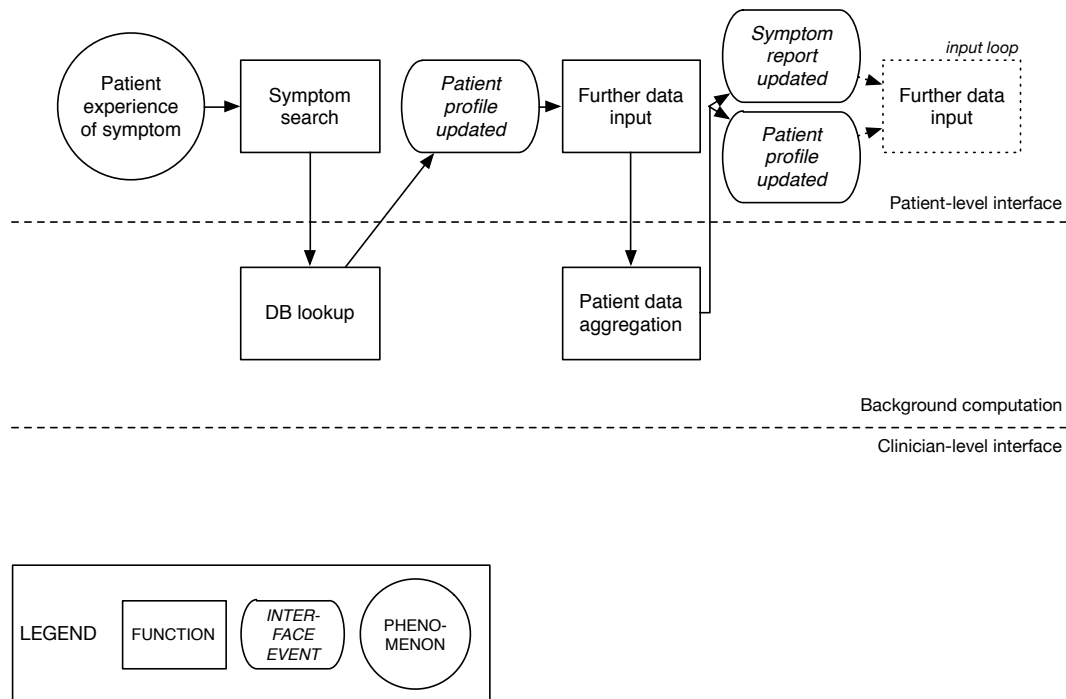 Patient
experience
of symptom
Symptom
search
Patient
profile
updated
Further data
input
Symptom
report
updated
Patient
profile
updated
input loop
Further data
input
Patient-level interface
DB lookup
Patient data
aggregation
Background computation
Clinician-level interface
LEGEND
FUNCTION
INTER-
FACE
EVENT
PHENO-
MENON